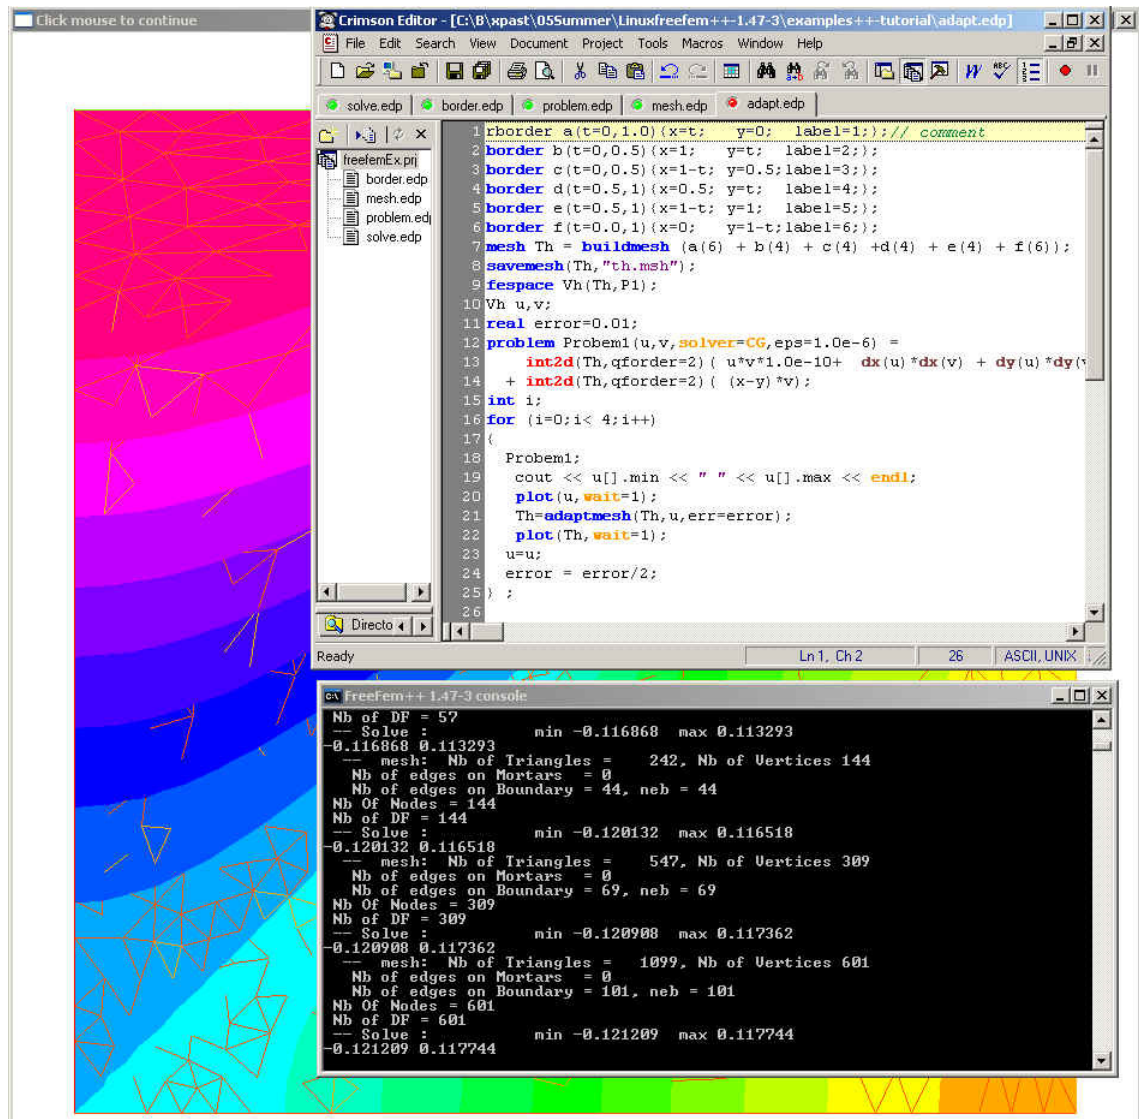 Click mouse to continue
Crimson Editor - [C:\B\xpast\05Summer\Linuxfreefem++-1.47-3\examples++-tutorial\adapt.edp]
File Edit Search View Document Project Tools Macros Window Help
solve.edp border.edp problem.edp mesh.edp adapt.edp
freefemEx.prj
border.edp
mesh.edp
problem.edp
solve.edp
Directo
1 rborder a(t=0,1.0){x=t; y=0; label=1;};// comment
2 border b(t=0,0.5){x=1; y=t; label=2;};
3 border c(t=0,0.5){x=1-t; y=0.5;label=3;};
4 border d(t=0.5,1){x=0.5; y=t; label=4;};
5 border e(t=0.5,1){x=1-t; y=1; label=5;};
6 border f(t=0.0,1){x=0; y=1-t;label=6;};
7 mesh Th = buildmesh (a(6) + b(4) + c(4) +d(4) + e(4) + f(6));
8 savemesh(Th,"th.msh");
9 fespace Vh(Th,P1);
10 Vh u,v;
11 real error=0.01;
12 problem Probem1(u,v,solver=CG,eps=1.0e-6) =
13 int2d(Th,qforder=2)( u*v*1.0e-10+ dx(u)*dx(v) + dy(u)*dy(v
14 + int2d(Th,qforder=2)( (x-y)*v);
15 int i;
16 for (i=0;i< 4;i++)
17 {
18 Probem1;
19 cout << u[].min << " " << u[].max << endl;
20 plot(u,wait=1);
21 Th=adaptmesh(Th,u,err=error);
22 plot(Th,wait=1);
23 u=u;
24 error = error/2;
25 } ;
26
Ready Ln 1, Ch 2 26 ASCII, UNIX
FreeFem++ 1.47-3 console
Nb of DF = 57
-- Solve : min -0.116868 max 0.113293
-0.116868 0.113293
-- mesh: Nb of Triangles = 242, Nb of Vertices 144
Nb of edges on Mortars = 0
Nb of edges on Boundary = 44, neb = 44
Nb Of Nodes = 144
Nb of DF = 144
-- Solve : min -0.120132 max 0.116518
-0.120132 0.116518
-- mesh: Nb of Triangles = 547, Nb of Vertices 309
Nb of edges on Mortars = 0
Nb of edges on Boundary = 69, neb = 69
Nb Of Nodes = 309
Nb of DF = 309
-- Solve : min -0.120908 max 0.117362
-0.120908 0.117362
-- mesh: Nb of Triangles = 1099, Nb of Vertices 601
Nb of edges on Mortars = 0
Nb of edges on Boundary = 101, neb = 101
Nb Of Nodes = 601
Nb of DF = 601
-- Solve : min -0.121209 max 0.117744
-0.121209 0.117744